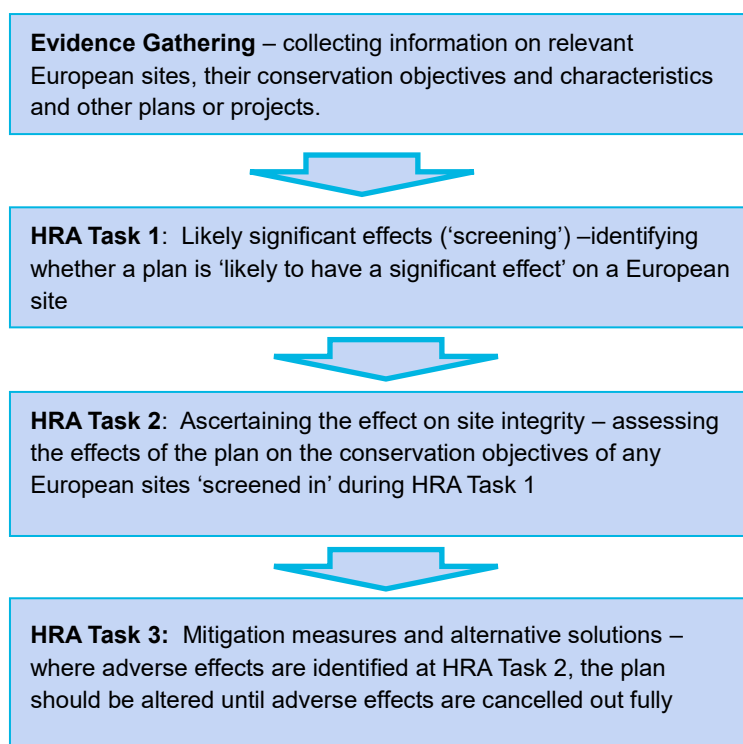 Evidence Gathering – collecting information on relevant
European sites, their conservation objectives and characteristics
and other plans or projects.
HRA Task 1:  Likely significant effects (‘screening’) –identifying
whether a plan is ‘likely to have a significant effect’ on a European
site
HRA Task 2:  Ascertaining the effect on site integrity – assessing
the effects of the plan on the conservation objectives of any
European sites ‘screened in’ during HRA Task 1
HRA Task 3:  Mitigation measures and alternative solutions –
where adverse effects are identified at HRA Task 2, the plan
should be altered until adverse effects are cancelled out fully